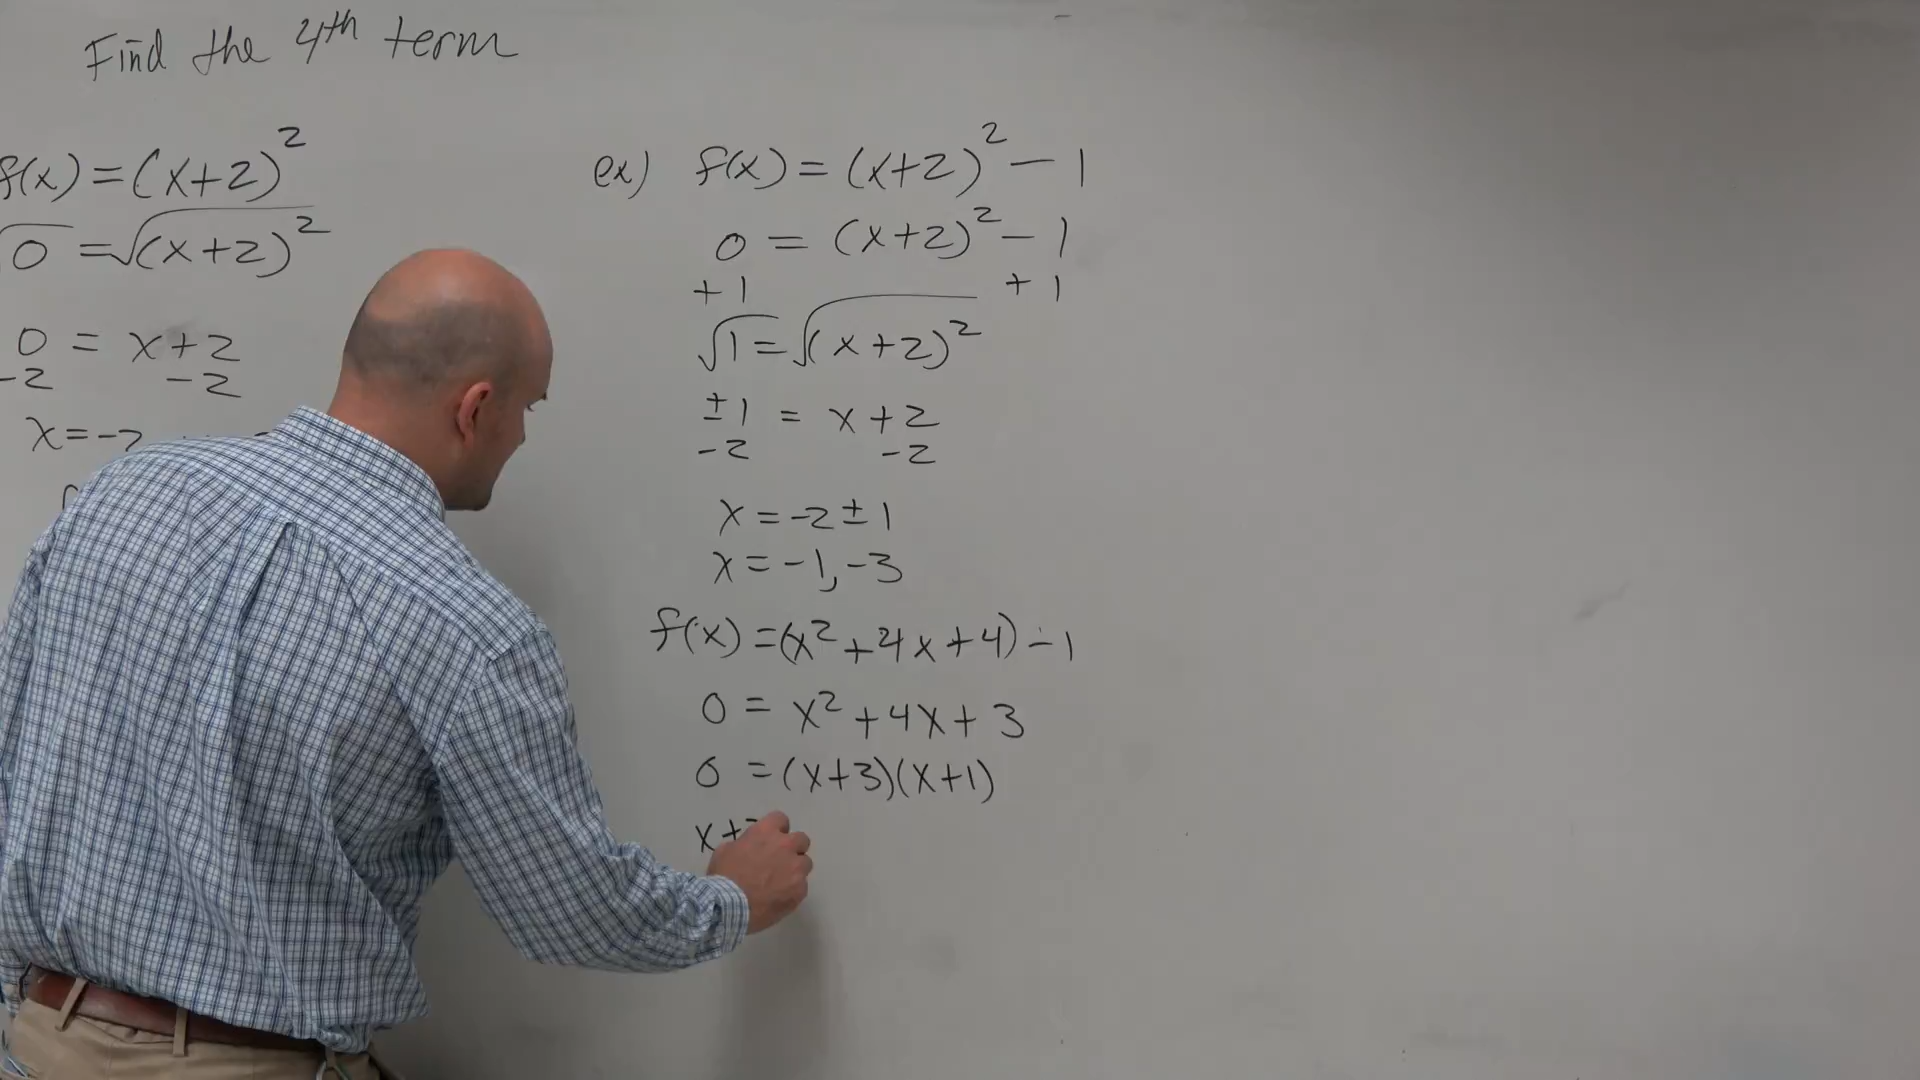 Find the 4th term
f(x) = (x+2)²
√0 = √(x+2)²
0 = x+2
-2 -2
x=-2
ex) f(x) = (x+2)² - 1
0 = (x+2)² - 1
+1 +1
√1 = √(x+2)²
±1 = x+2
-2 -2
x = -2 ± 1
x = -1, -3
f(x) = (x² + 4x + 4) - 1
0 = x² + 4x + 3
0 = (x+3)(x+1)
x+